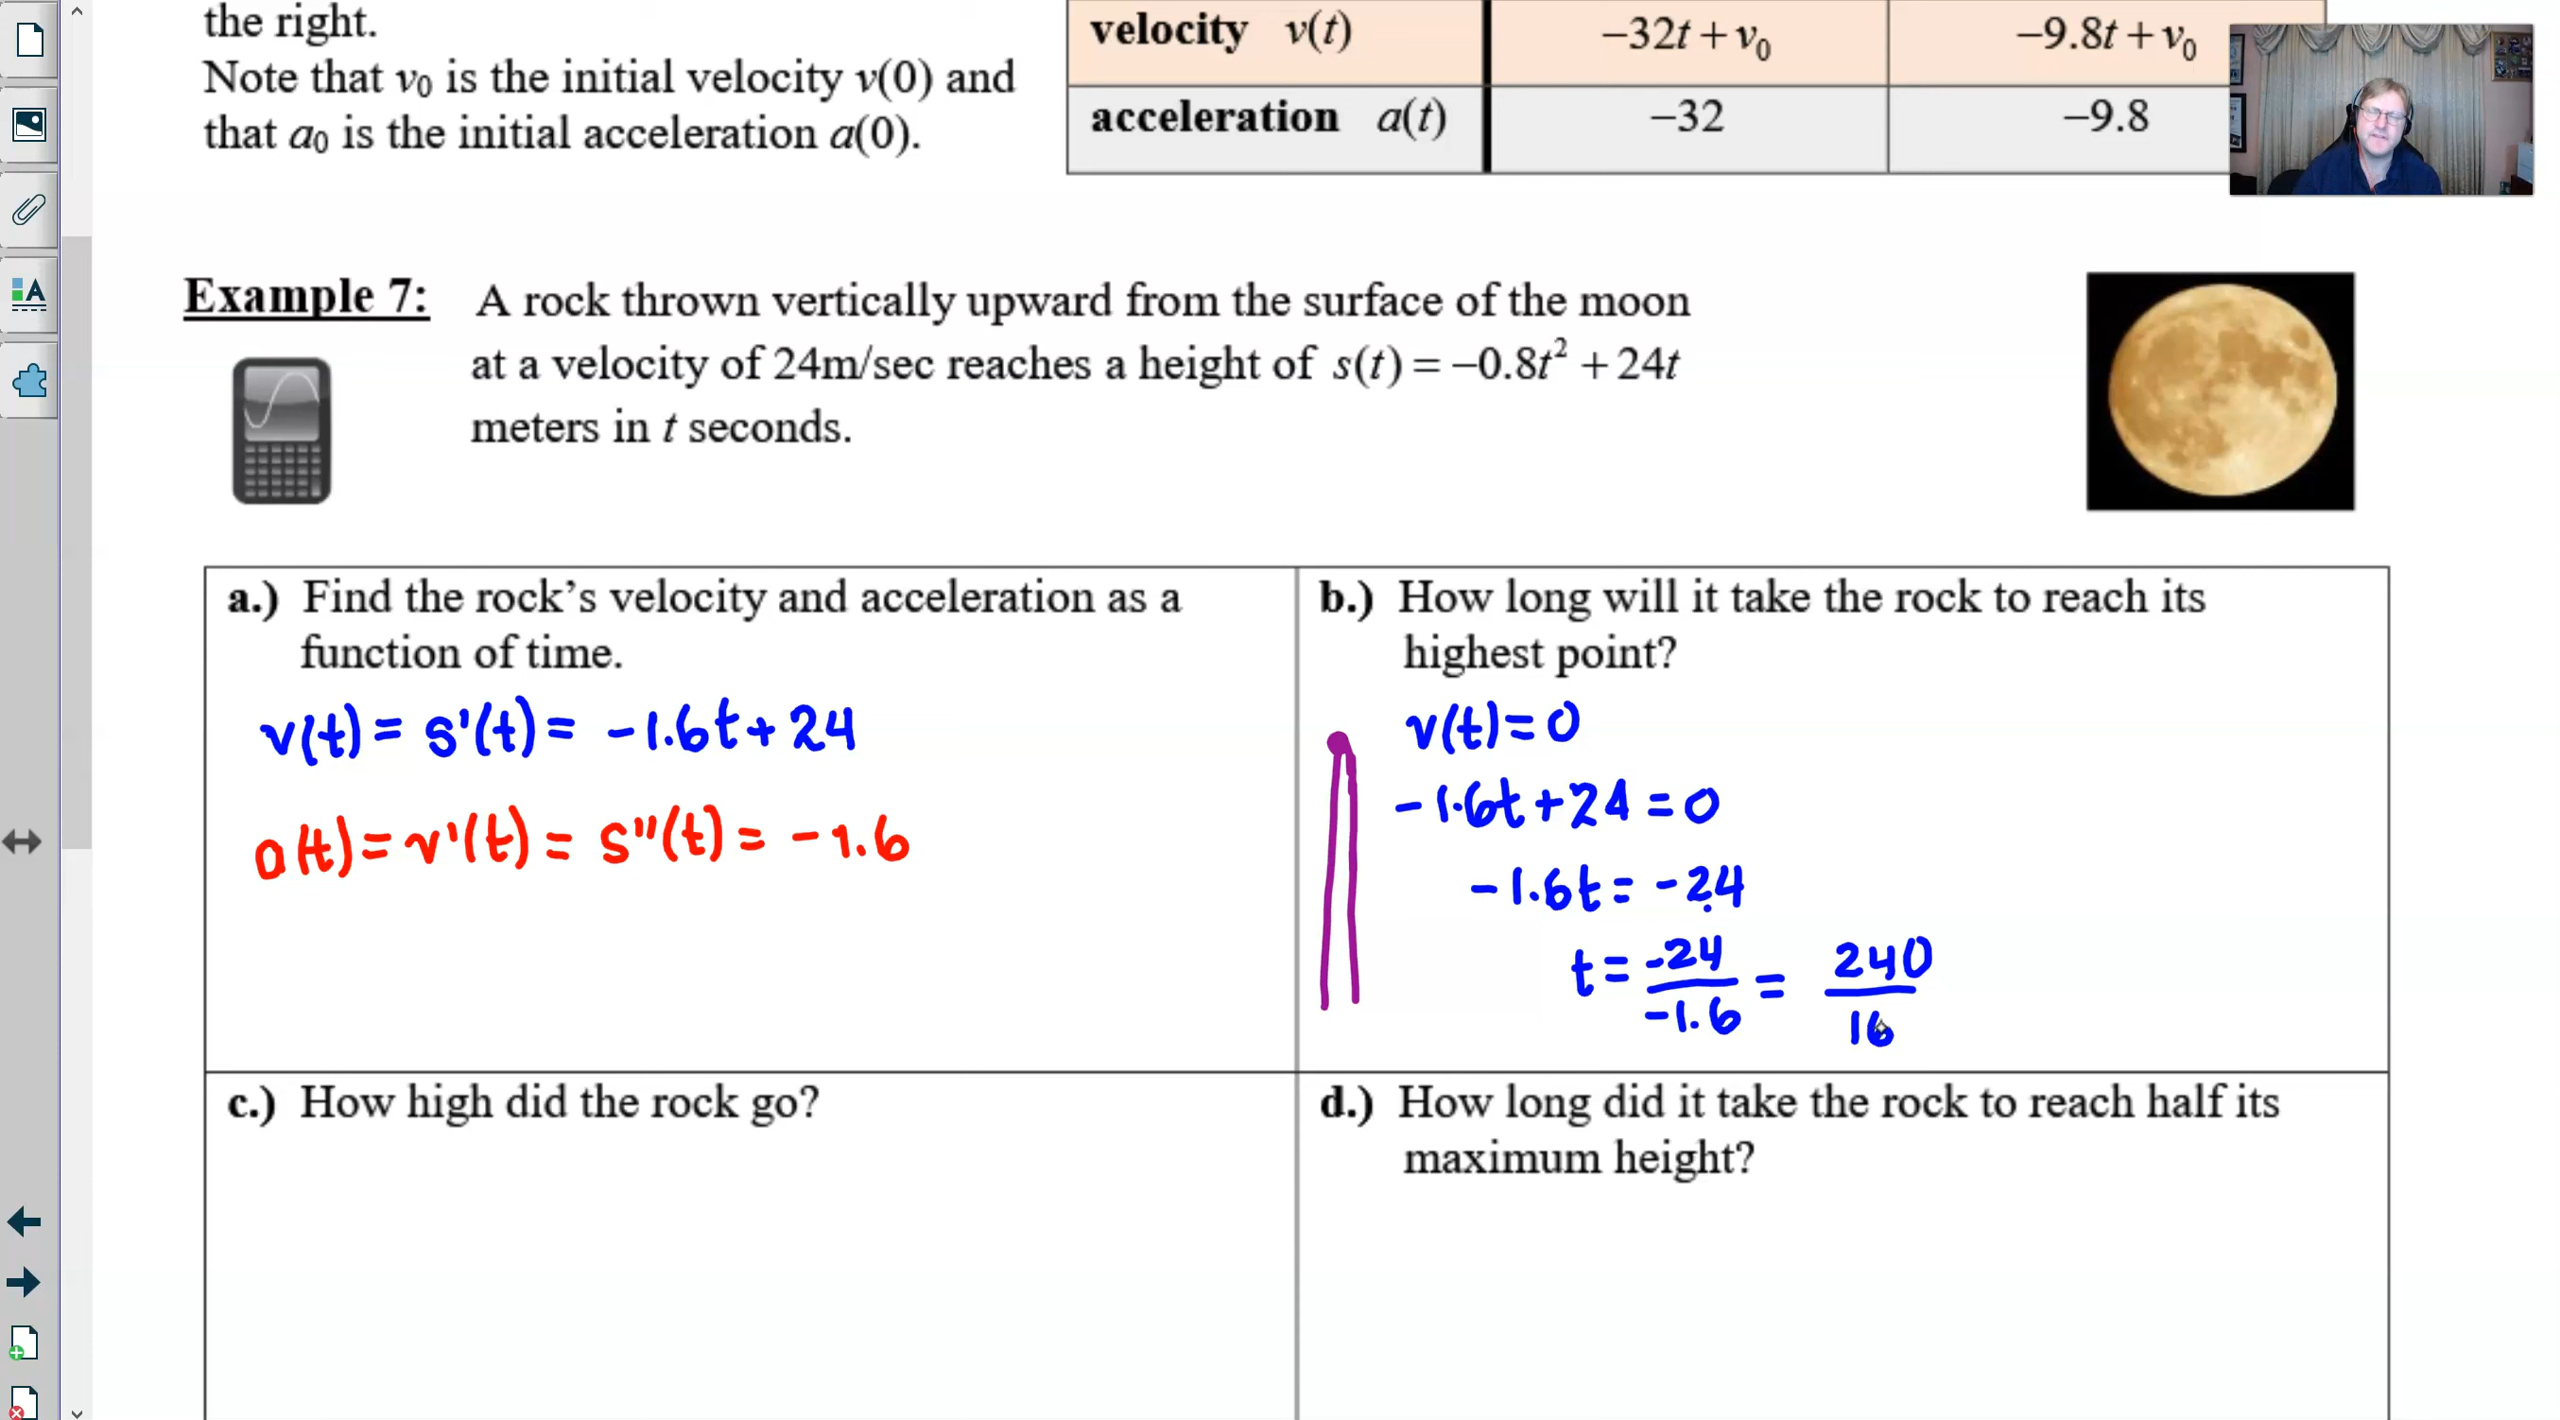 the right.
Note that v₀ is the initial velocity v(0) and
that a₀ is the initial acceleration a(0).
velocity v(t) −32t + v₀ −9.8t + v₀
acceleration a(t) −32 −9.8
Example 7: A rock thrown vertically upward from the surface of the moon
at a velocity of 24m/sec reaches a height of s(t) = −0.8t² + 24t
meters in t seconds.
a.) Find the rock’s velocity and acceleration as a
function of time.
v(t) = s'(t) = -1.6t + 24
a(t) = v'(t) = s''(t) = -1.6
b.) How long will it take the rock to reach its
highest point?
v(t) = 0
-1.6t + 24 = 0
-1.6t = -24
t = -24/-1.6 = 240/16
c.) How high did the rock go?
d.) How long did it take the rock to reach half its
maximum height?